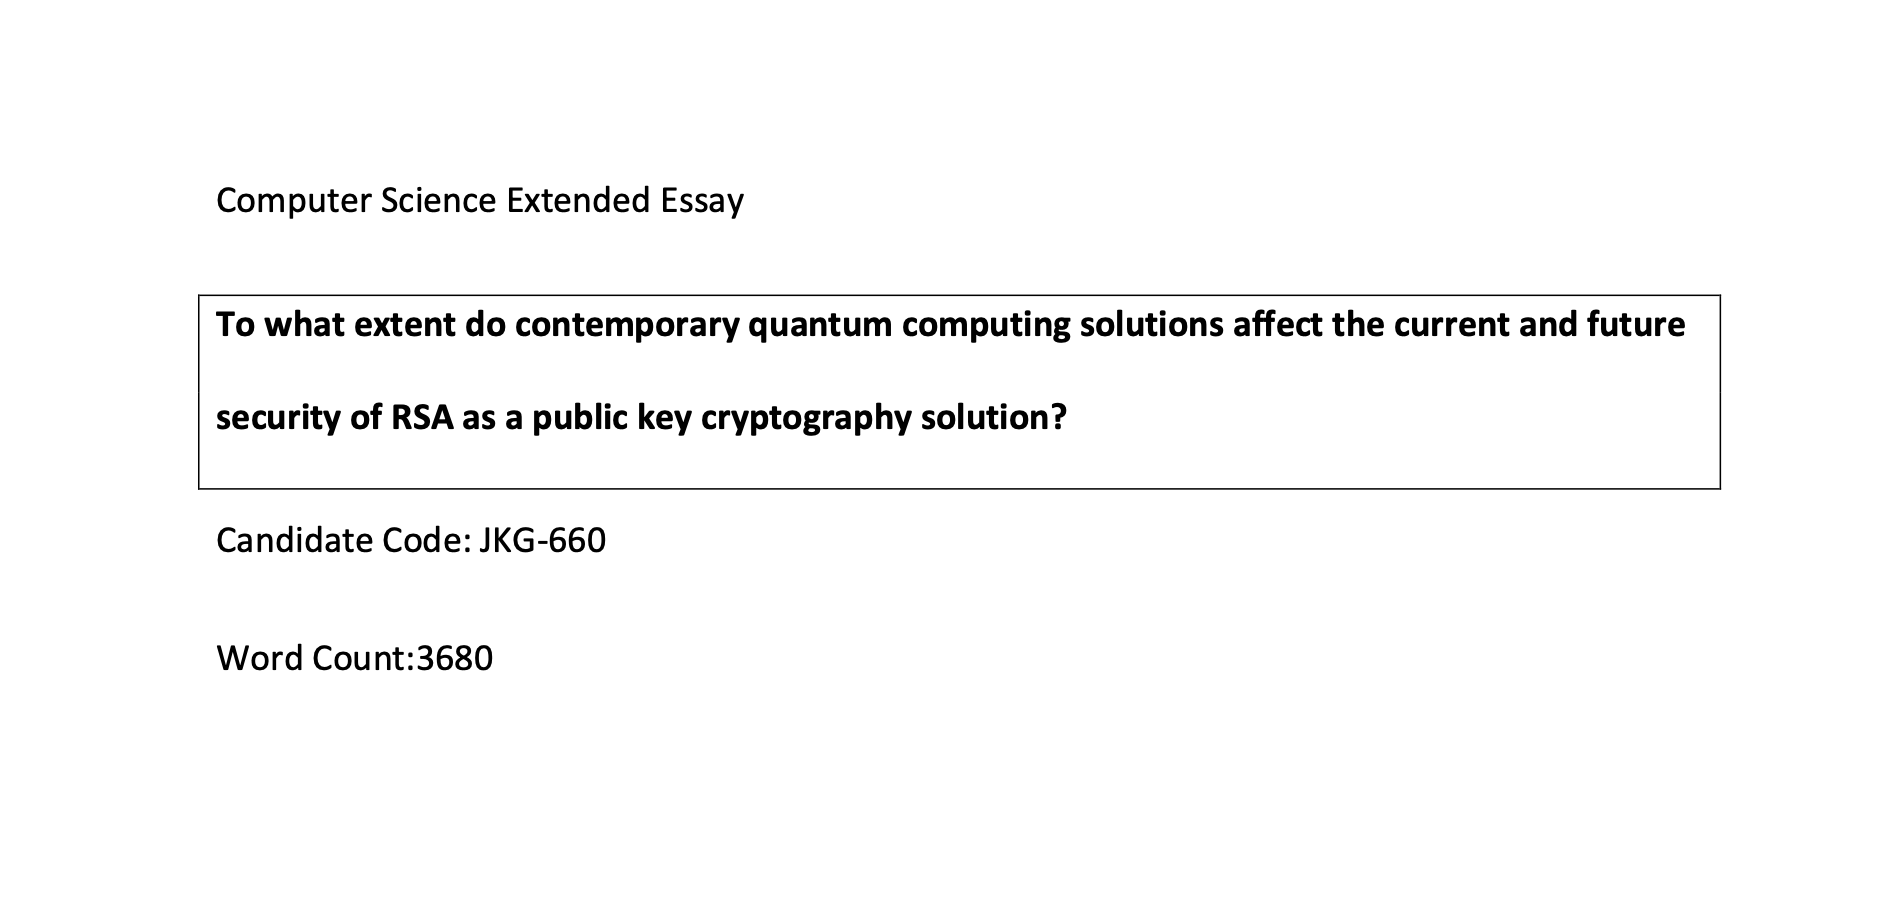 Computer Science Extended Essay
To what extent do contemporary quantum computing solutions affect the current and future
security of RSA as a public key cryptography solution?
Candidate Code: JKG-660
Word Count:3680